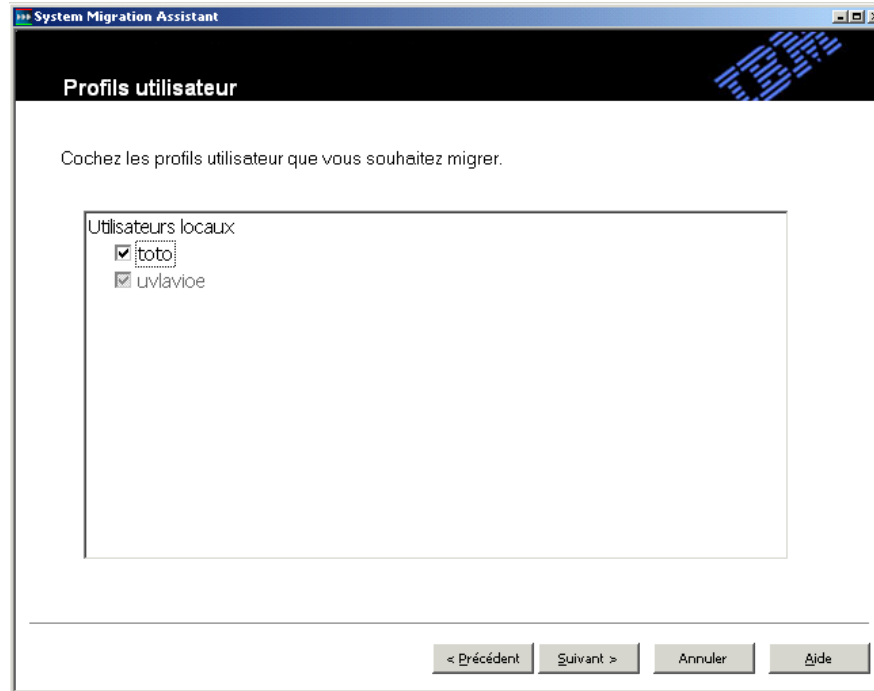 System Migration Assistant
IBM
Profils utilisateur
Cochez les profils utilisateur que vous souhaitez migrer.
Utilisateurs locaux
toto
uvlavioe
< Précédent
Suivant >
Annuler
Aide